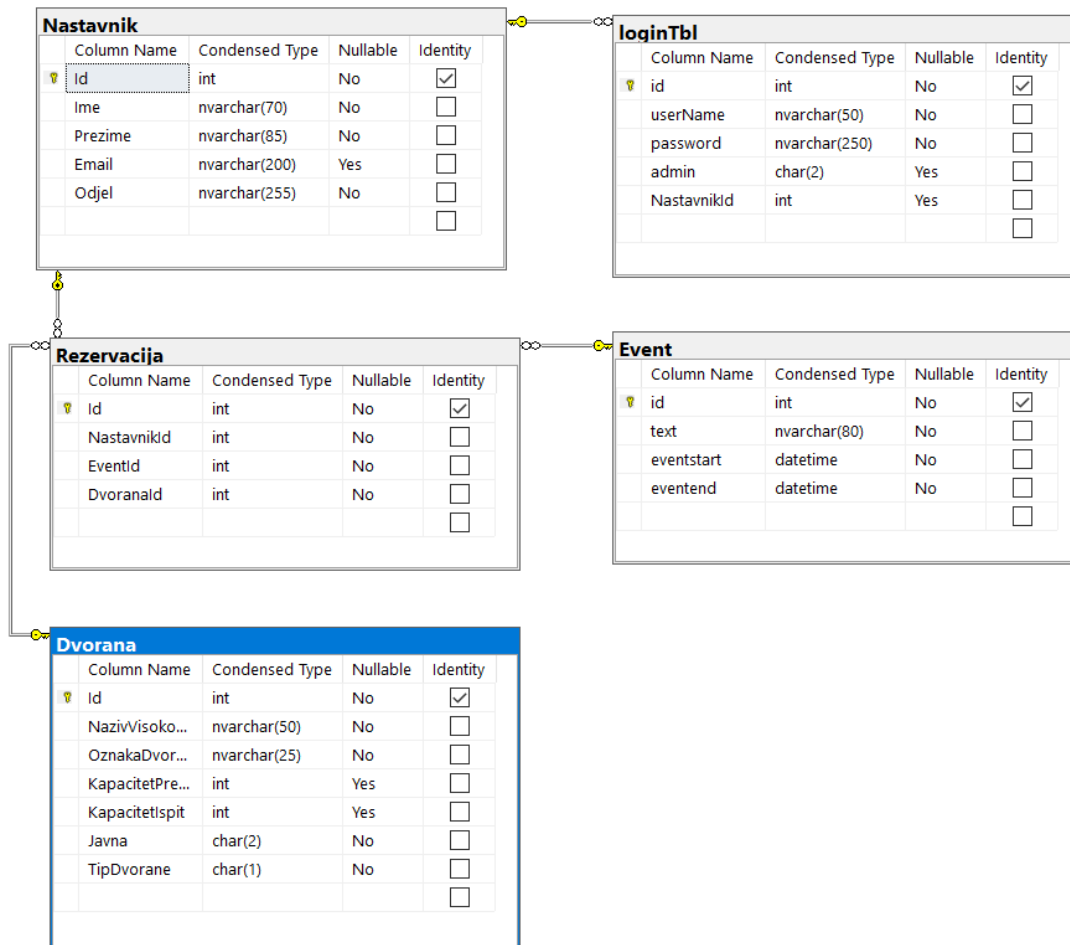 Nastavnik
Column Name Condensed Type Nullable Identity
Id int No
Ime nvarchar(70) No
Prezime nvarchar(85) No
Email nvarchar(200) Yes
Odjel nvarchar(255) No
loginTbl
Column Name Condensed Type Nullable Identity
id int No
userName nvarchar(50) No
password nvarchar(250) No
admin char(2) Yes
NastavnikId int Yes
Rezervacija
Column Name Condensed Type Nullable Identity
Id int No
NastavnikId int No
EventId int No
DvoranaId int No
Event
Column Name Condensed Type Nullable Identity
id int No
text nvarchar(80) No
eventstart datetime No
eventend datetime No
Dvorana
Column Name Condensed Type Nullable Identity
Id int No
NazivVisoko... nvarchar(50) No
OznakaDvor... nvarchar(25) No
KapacitetPre... int Yes
KapacitetIspit int Yes
Javna char(2) No
TipDvorane char(1) No